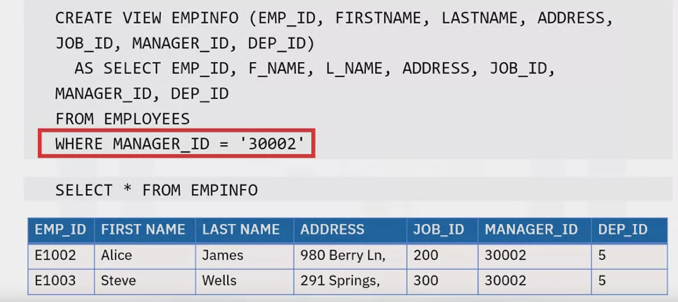 CREATE VIEW EMPINFO (EMP_ID, FIRSTNAME, LASTNAME, ADDRESS,
JOB_ID, MANAGER_ID, DEP_ID)
AS SELECT EMP_ID, F_NAME, L_NAME, ADDRESS, JOB_ID,
MANAGER_ID, DEP_ID
FROM EMPLOYEES
WHERE MANAGER_ID = '30002'
SELECT * FROM EMPINFO
EMP_ID FIRST NAME LAST NAME ADDRESS JOB_ID MANAGER_ID DEP_ID
E1002 Alice James 980 Berry Ln, 200 30002 5
E1003 Steve Wells 291 Springs, 300 30002 5